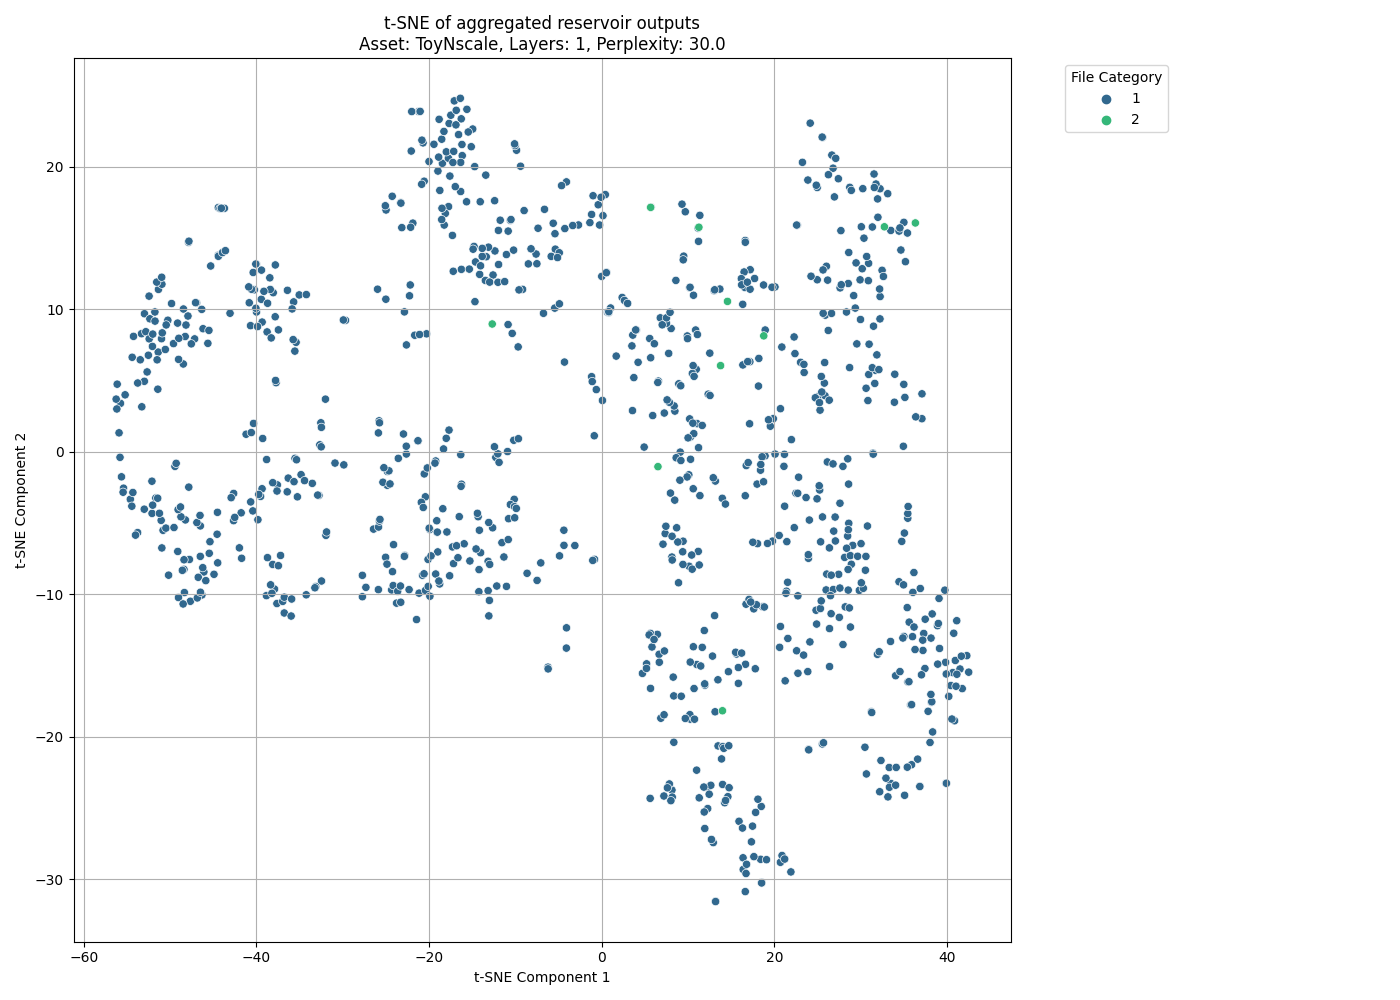 t-SNE of aggregated reservoir outputs
Asset: ToyNscale, Layers: 1, Perplexity: 30.0
File Category
1
2
20
10
0
−10
−20
−30
t-SNE Component 2
−60
−40
−20
0
20
40
t-SNE Component 1